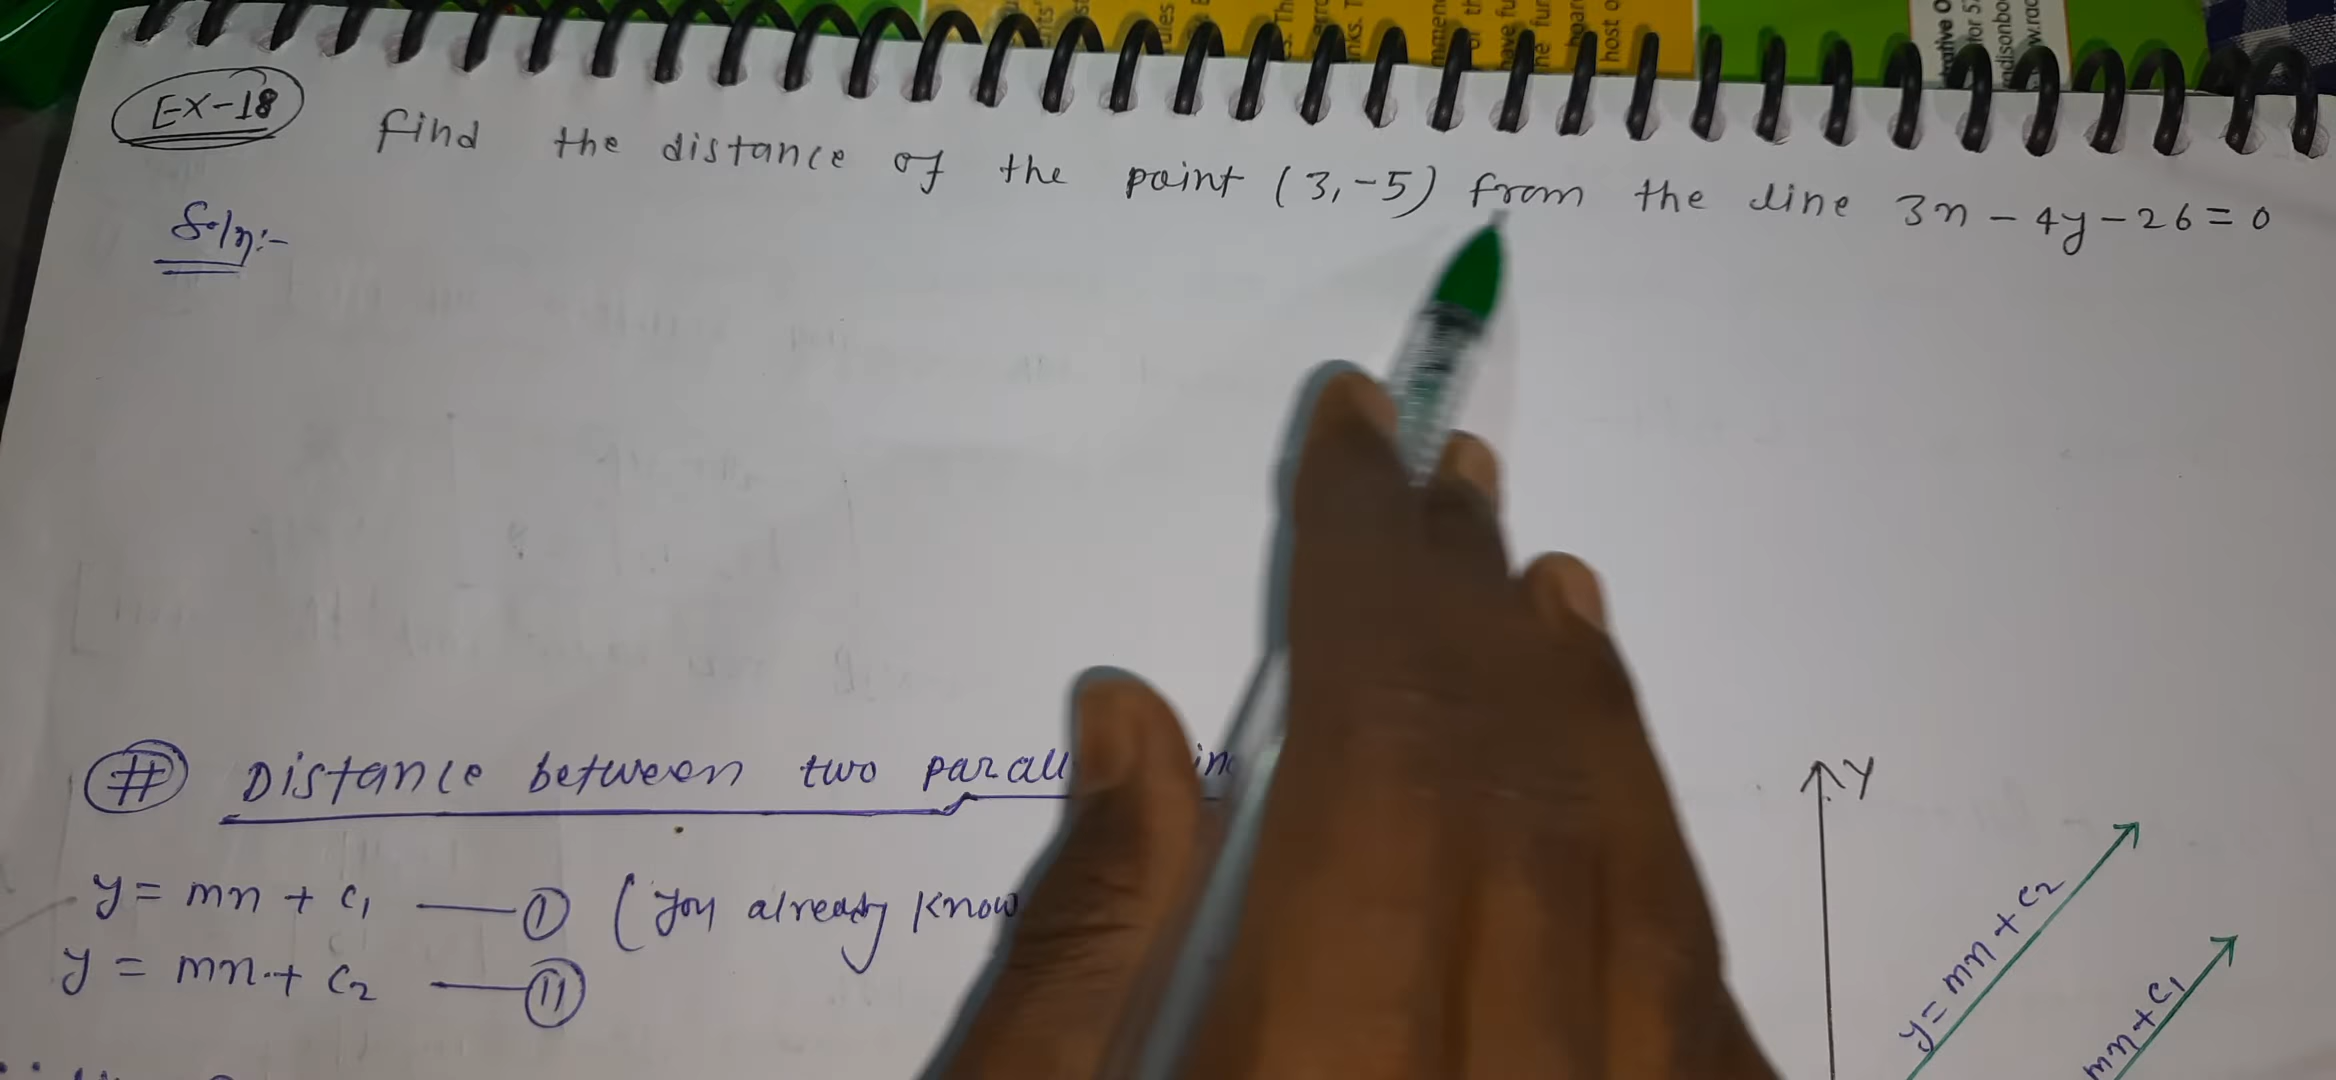 EX-18
Find the distance of the point (3,-5) from the line 3x - 4y - 26 = 0
Soln:-
# Distance between two
y = mx + c₁ —— (I) (you already know
y = mx + c₂ —— (II)
Y
y = mx + c₂
mx + c₁